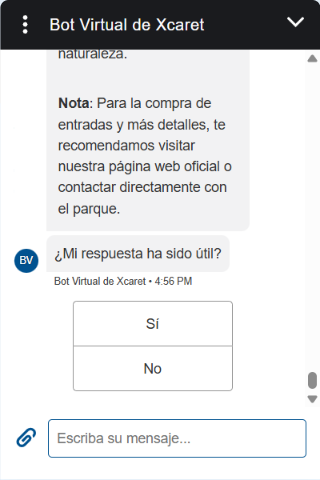 Bot Virtual de Xcaret
naturaleza.
Nota: Para la compra de
entradas y más detalles, te
recomendamos visitar
nuestra página web oficial o
contactar directamente con
el parque.
BV
¿Mi respuesta ha sido útil?
Bot Virtual de Xcaret • 4:56 PM
Sí
No
Escriba su mensaje...